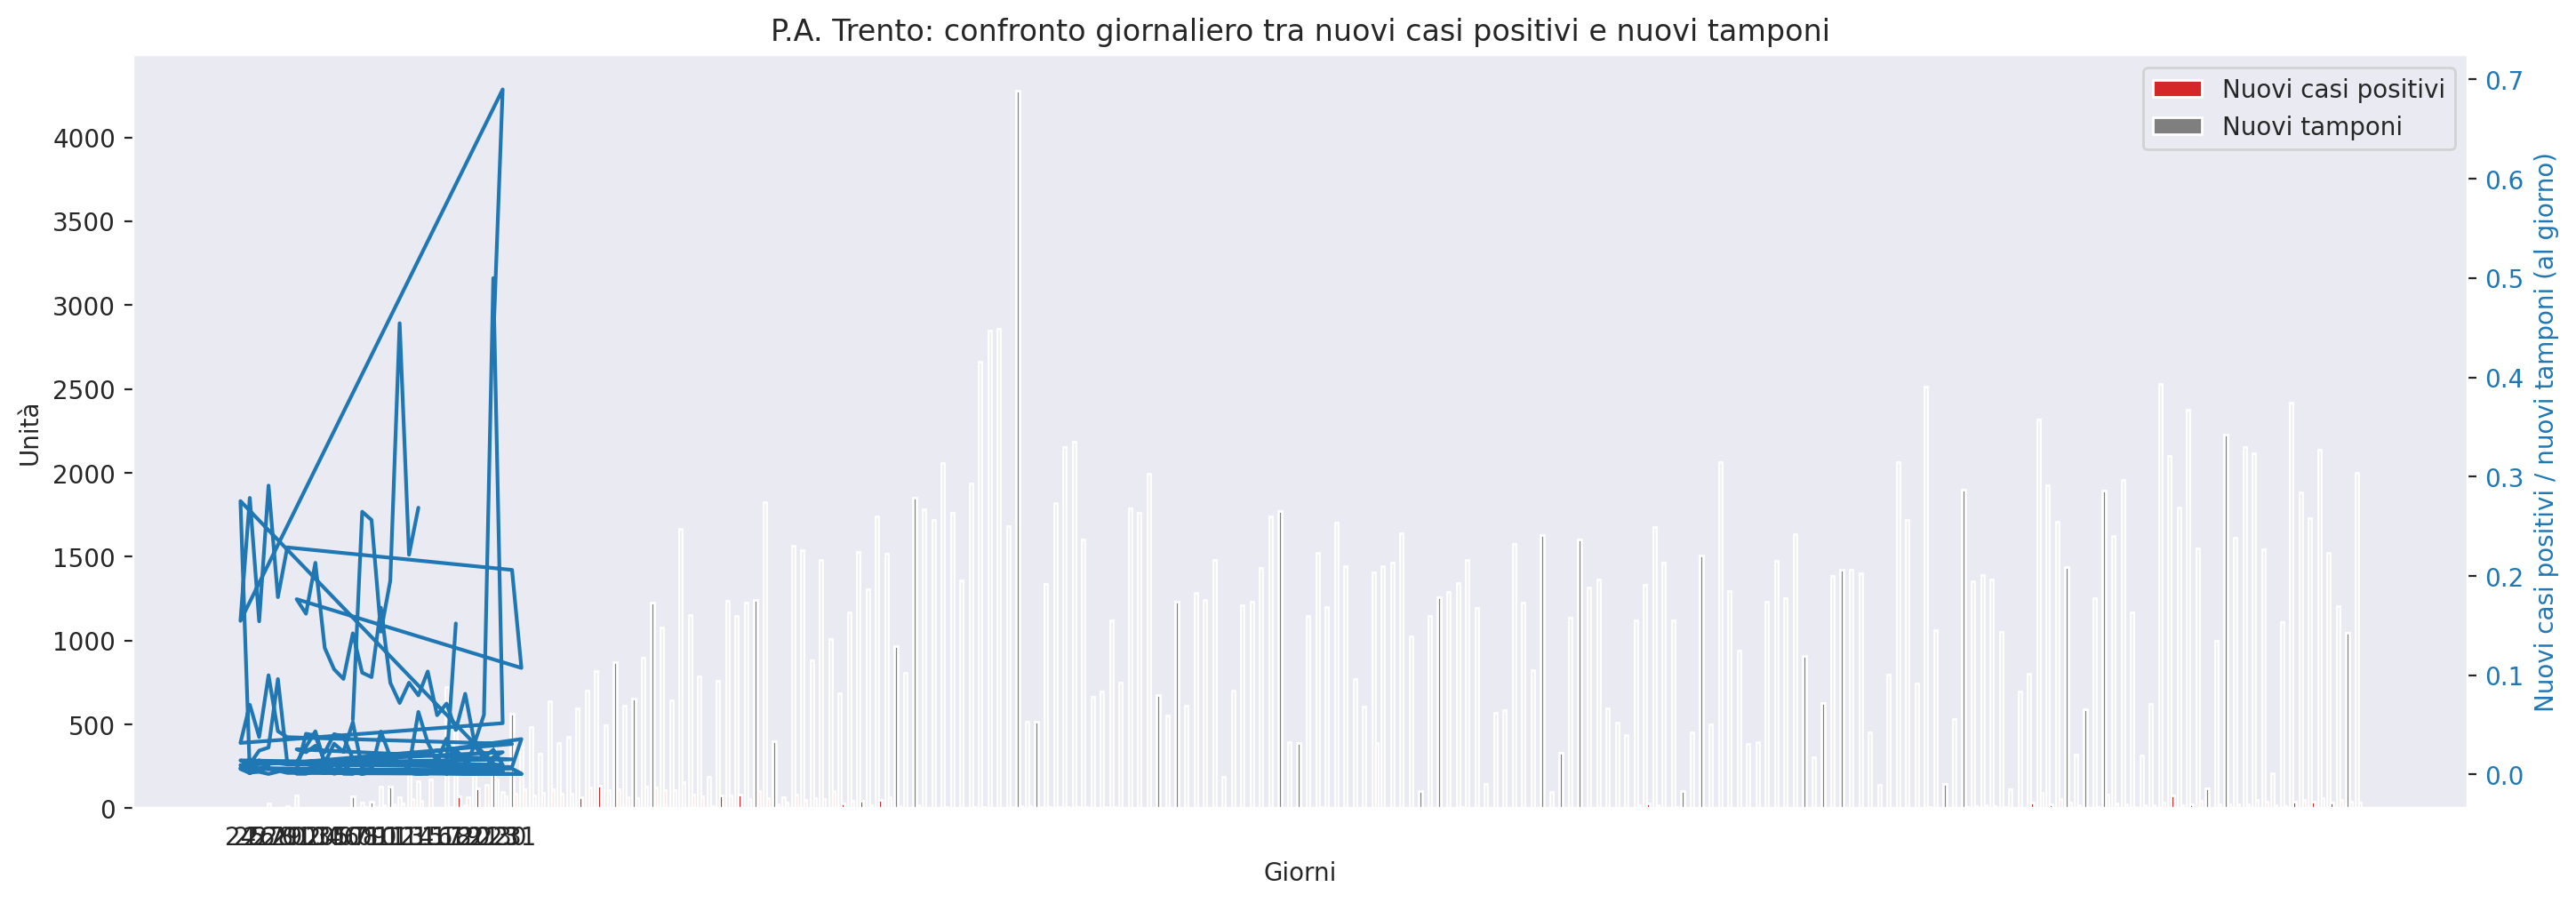 P.A. Trento: confronto giornaliero tra nuovi casi positivi e nuovi tamponi
Nuovi casi positivi
Nuovi tamponi
Unità
4000
3500
3000
2500
2000
1500
1000
500
0
0.7
0.6
0.5
0.4
0.3
0.2
0.1
0.0
Nuovi casi positivi / nuovi tamponi (al giorno)
Giorni